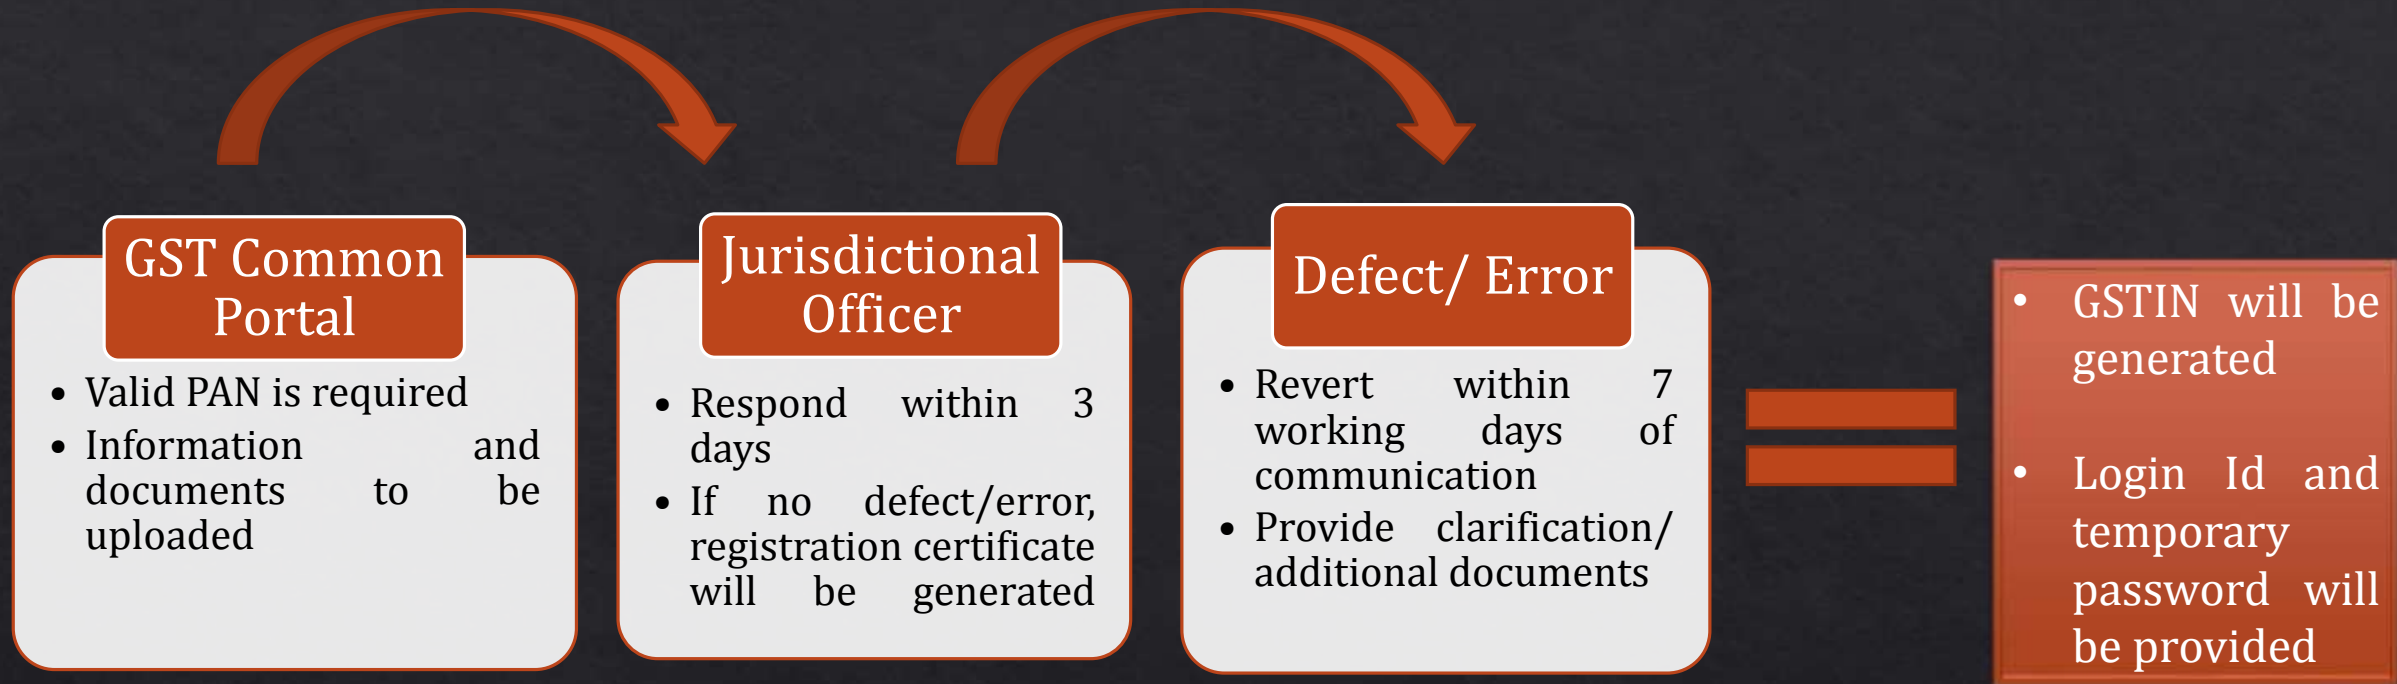 GST Common
Portal
• Valid PAN is required
• Information and
documents to be
uploaded
Jurisdictional
Officer
• Respond within 3
days
• If no defect/error,
registration certificate
will be generated
Defect/ Error
• Revert within 7
working days of
communication
• Provide clarification/
additional documents
• GSTIN will be
generated
• Login Id and
temporary
password will
be provided